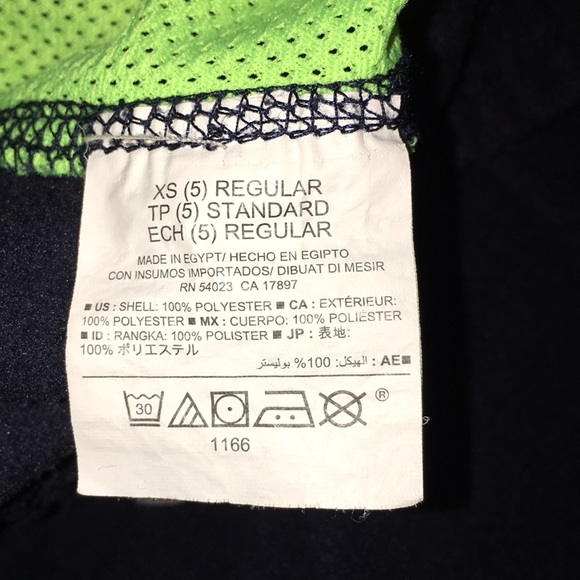 XS (5) REGULAR
TP (5) STANDARD
ECH (5) REGULAR
MADE IN EGYPT/ HECHO EN EGIPTO
CON INSUMOS IMPORTADOS/ DIBUAT DI MESIR
RN 54023 CA 17897
■ US : SHELL: 100% POLYESTER ■ CA : EXTÉRIEUR:
100% POLYESTER ■ MX : CUERPO: 100% POLIÉSTER
■ ID : RANGKA: 100% POLISTER ■ JP : 表地:
100% ポリエステル
■ AE : الهيكل: 100% بوليستر
30 ®
1166